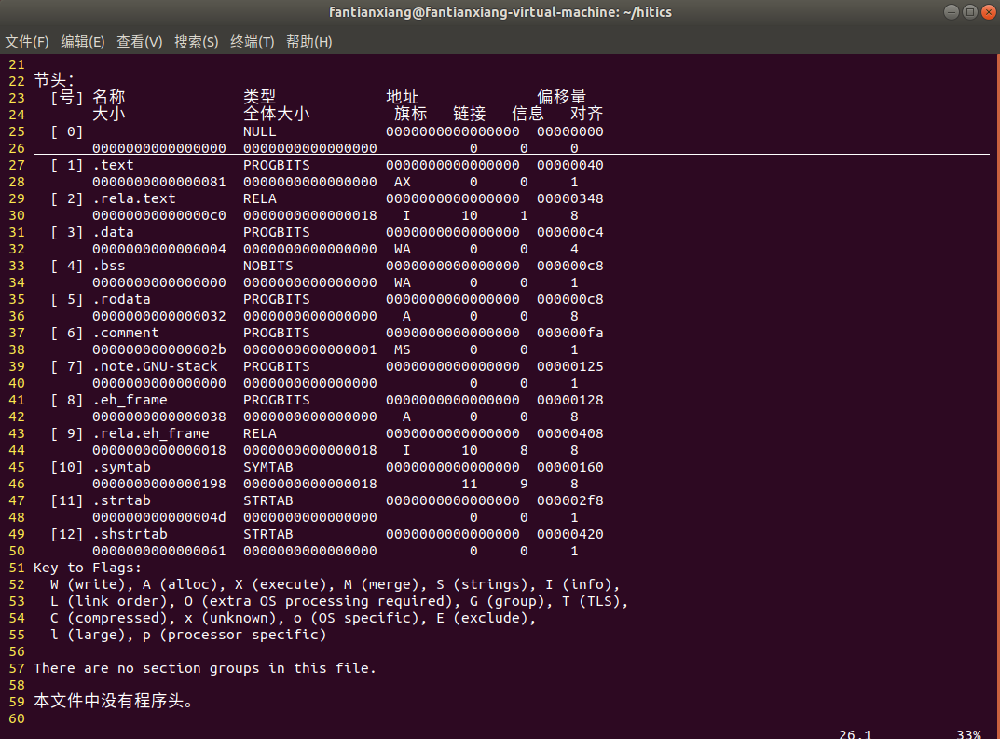 fantianxiang@fantianxiang-virtual-machine: ~/hitics
文件(F) 编辑(E) 查看(V) 搜索(S) 终端(T) 帮助(H)
21
22 节头：
23   [号] 名称              类型             地址              偏移量
24        大小              全体大小          旗标   链接   信息   对齐
25   [ 0]                   NULL             0000000000000000  00000000
26        0000000000000000  0000000000000000           0     0     0
27   [ 1] .text             PROGBITS         0000000000000000  00000040
28        0000000000000081  0000000000000000  AX       0     0     1
29   [ 2] .rela.text        RELA             0000000000000000  00000348
30        00000000000000c0  0000000000000018   I      10     1     8
31   [ 3] .data             PROGBITS         0000000000000000  000000c4
32        0000000000000004  0000000000000000  WA       0     0     4
33   [ 4] .bss              NOBITS           0000000000000000  000000c8
34        0000000000000000  0000000000000000  WA       0     0     1
35   [ 5] .rodata           PROGBITS         0000000000000000  000000c8
36        0000000000000032  0000000000000000   A       0     0     8
37   [ 6] .comment          PROGBITS         0000000000000000  000000fa
38        000000000000002b  0000000000000001  MS       0     0     1
39   [ 7] .note.GNU-stack   PROGBITS         0000000000000000  00000125
40        0000000000000000  0000000000000000           0     0     1
41   [ 8] .eh_frame         PROGBITS         0000000000000000  00000128
42        0000000000000038  0000000000000000   A       0     0     8
43   [ 9] .rela.eh_frame    RELA             0000000000000000  00000408
44        0000000000000018  0000000000000018   I      10     8     8
45   [10] .symtab           SYMTAB           0000000000000000  00000160
46        0000000000000198  0000000000000018          11     9     8
47   [11] .strtab           STRTAB           0000000000000000  000002f8
48        000000000000004d  0000000000000000           0     0     1
49   [12] .shstrtab         STRTAB           0000000000000000  00000420
50        0000000000000061  0000000000000000           0     0     1
51 Key to Flags:
52   W (write), A (alloc), X (execute), M (merge), S (strings), I (info),
53   L (link order), O (extra OS processing required), G (group), T (TLS),
54   C (compressed), x (unknown), o (OS specific), E (exclude),
55   l (large), p (processor specific)
56
57 There are no section groups in this file.
58
59 本文件中没有程序头。
60
26,1          33%